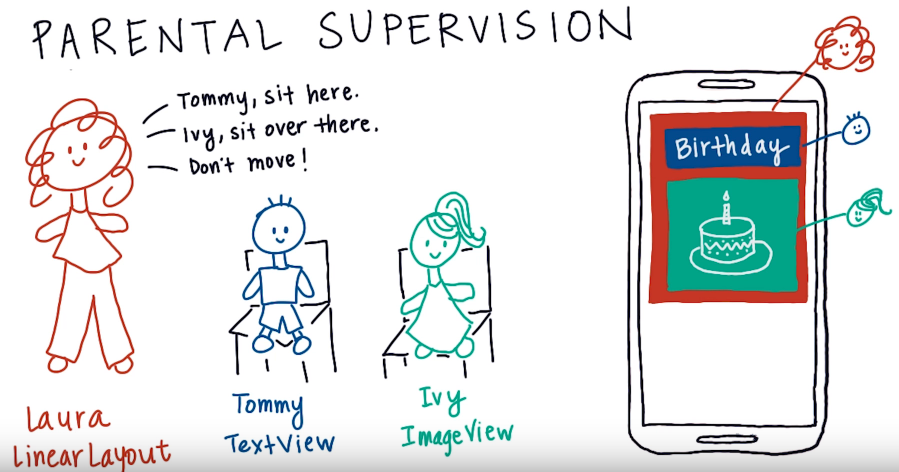 PARENTAL SUPERVISION
Tommy, sit here.
Ivy, sit over there.
Don't move!
Birthday
Laura
LinearLayout
Tommy
TextView
Ivy
ImageView